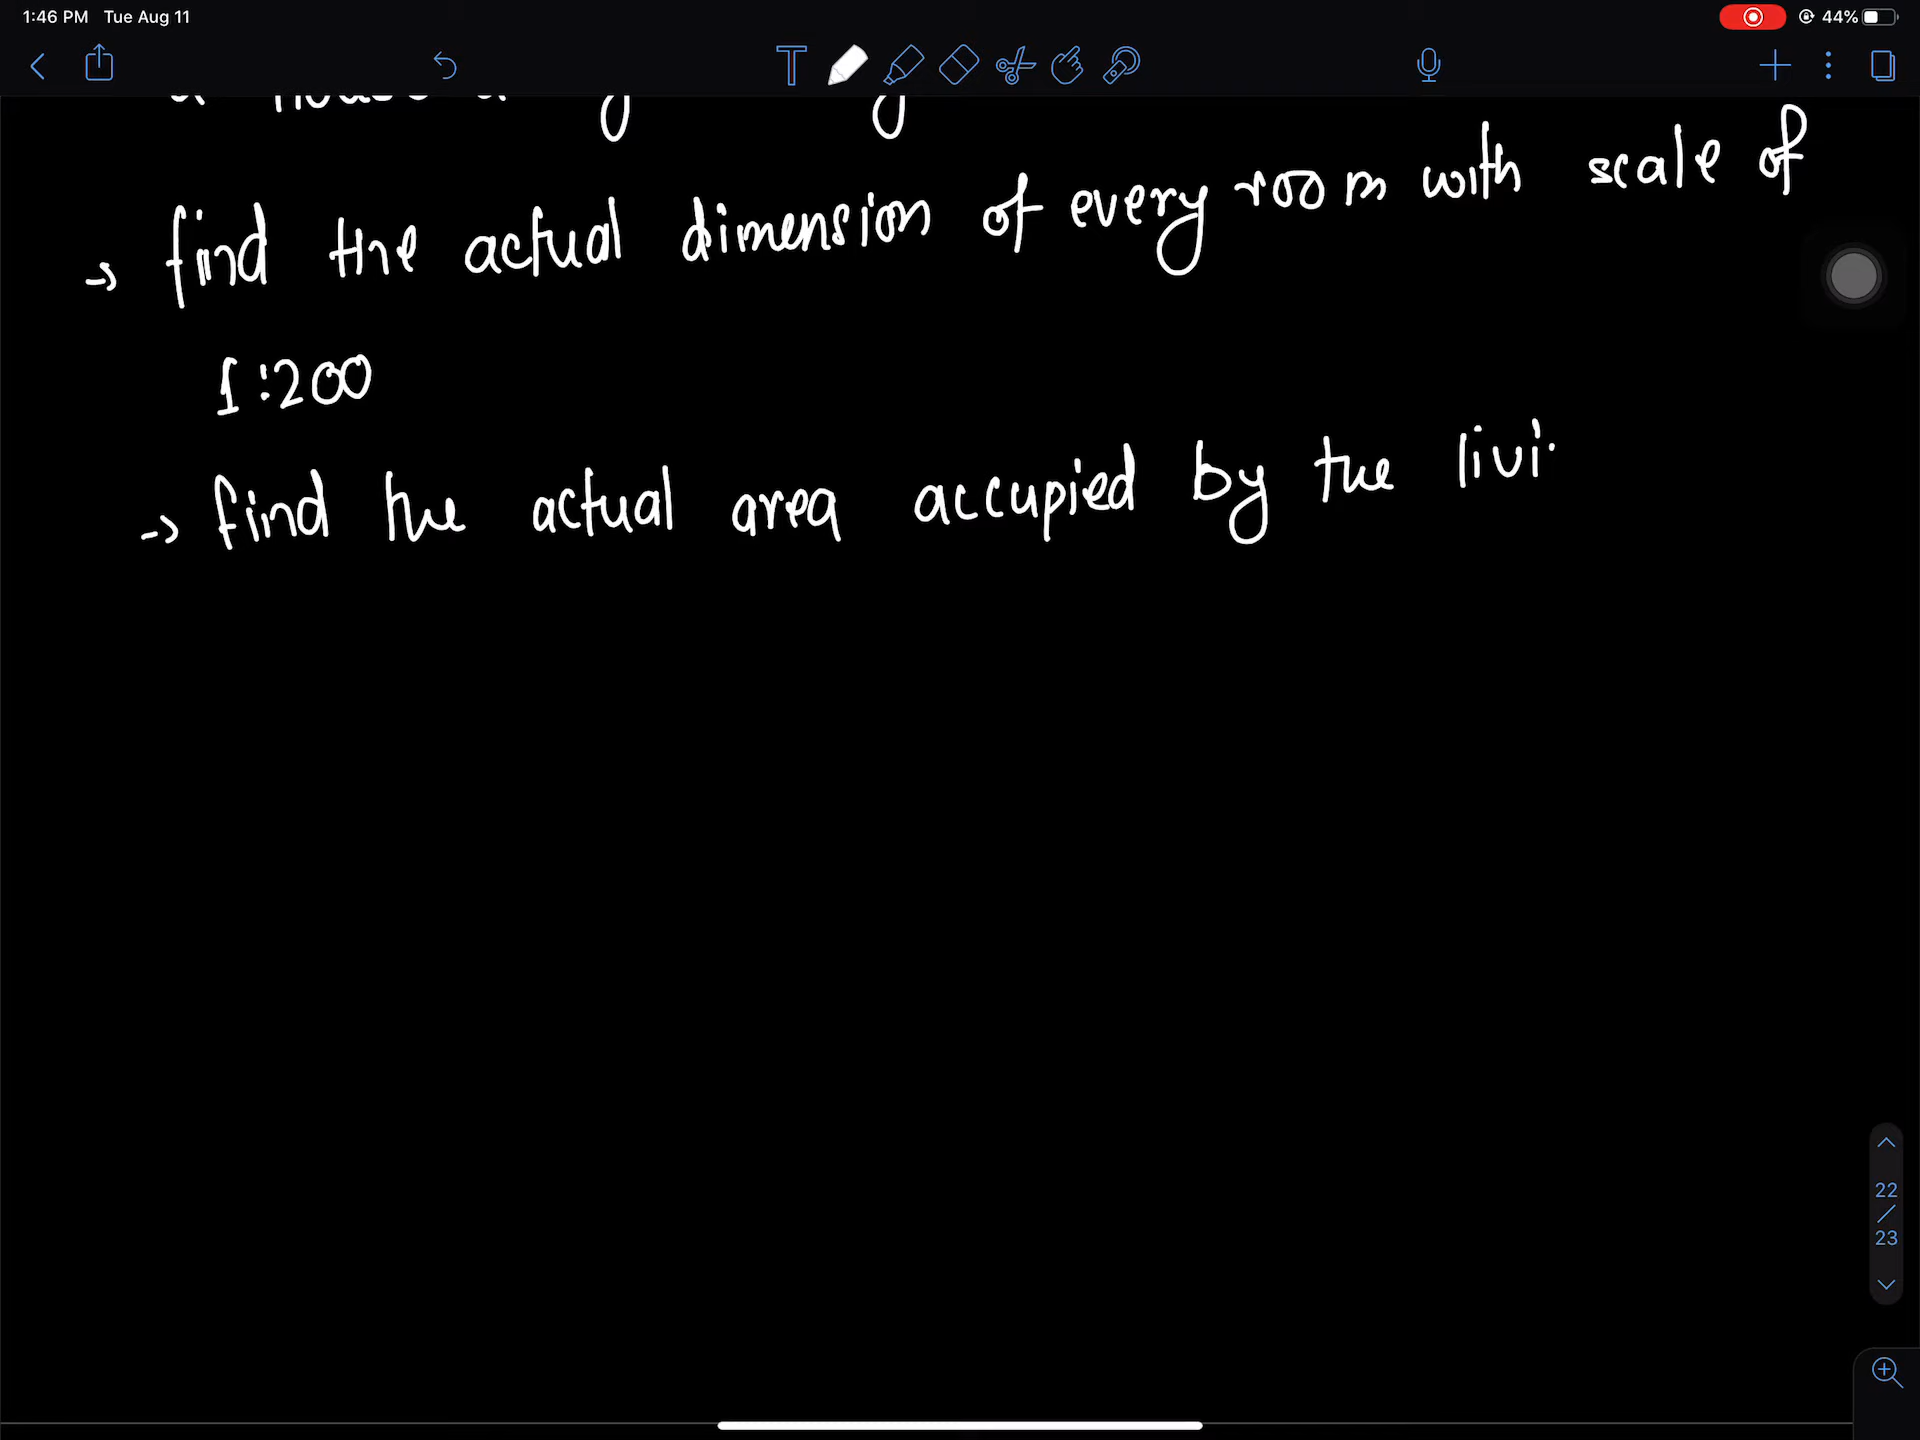 1:46 PM Tue Aug 11
44%
→ find the actual dimension of every room with scale of
1:200
→ find the actual area accupied by the livi
22
/
23